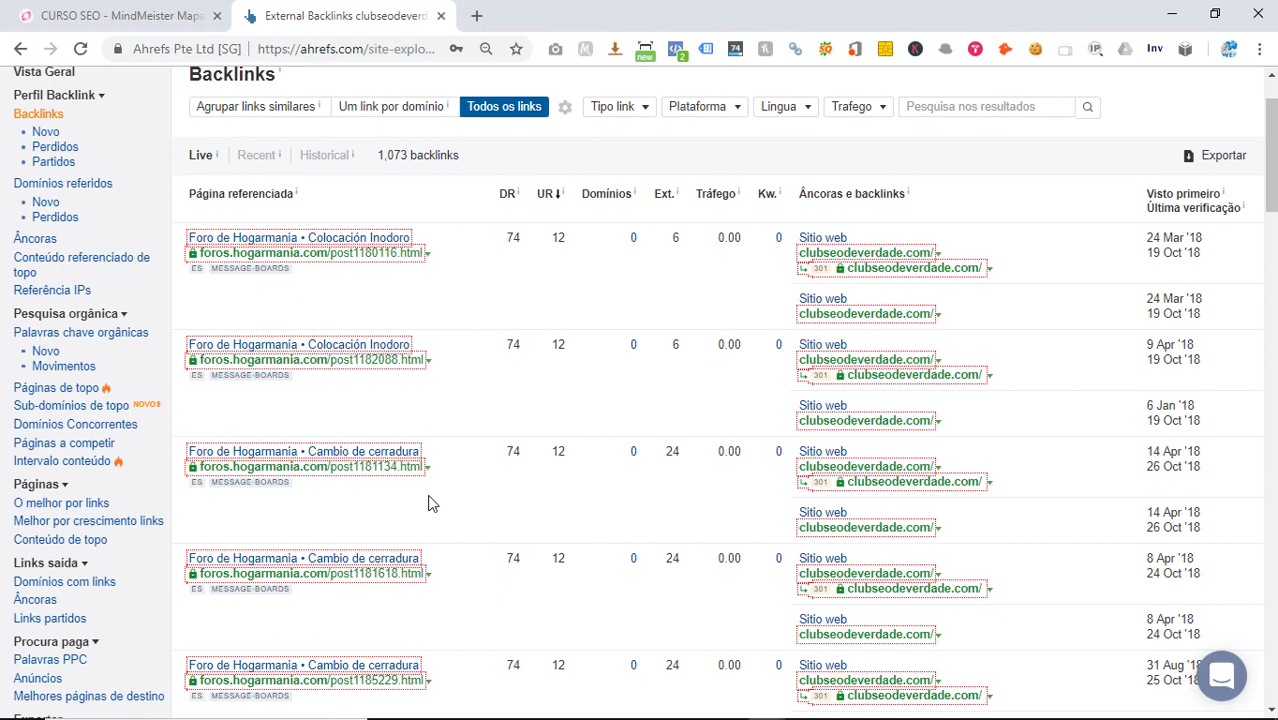 CURSO SEO - MindMeister Mapa
External Backlinks clubseodeverd
Ahrefs Pte Ltd [SG]
https://ahrefs.com/site-explo...
new
2
74
IP
Inv
Vista Geral
Perfil Backlink
Backlinks
Novo
Perdidos
Partidos
Domínios referidos
Novo
Perdidos
Âncoras
Conteúdo referenciado de
topo
Referência IPs
Pesquisa orgânica
Palavras chave orgânicas
Novo
Movimentos
Páginas de topo
Sub-domínios de topo NOVOS
Domínios Concorrentes
Páginas a competir
Intervalo conteúdo
Páginas
O melhor por links
Melhor por crescimento links
Conteúdo de topo
Links saída
Domínios com links
Âncoras
Links partidos
Procura paga
Palavras PPC
Anúncios
Melhores páginas de destino
Backlinks
Agrupar links similares
Um link por domínio
Todos os links
Tipo link
Plataforma
Lingua
Trafego
Pesquisa nos resultados
Live
Recent
Historical
1,073 backlinks
Exportar
Página referenciada DR UR Domínios Ext. Tráfego Kw. Âncoras e backlinks Visto primeiro
Última verificação
Foro de Hogarmania • Colocación Inodoro 74 12 0 6 0.00 0 Sitio web 24 Mar '18
foros.hogarmania.com/post1180116.html clubseodeverdade.com/ 19 Oct '18
ES MESSAGE-BOARDS 301 clubseodeverdade.com/
Sitio web 24 Mar '18
clubseodeverdade.com/ 19 Oct '18
Foro de Hogarmania • Colocación Inodoro 74 12 0 6 0.00 0 Sitio web 9 Apr '18
foros.hogarmania.com/post1182088.html clubseodeverdade.com/ 19 Oct '18
ES MESSAGE-BOARDS 301 clubseodeverdade.com/
Sitio web 6 Jan '18
clubseodeverdade.com/ 19 Oct '18
Foro de Hogarmania • Cambio de cerradura 74 12 0 24 0.00 0 Sitio web 14 Apr '18
foros.hogarmania.com/post1181134.html clubseodeverdade.com/ 26 Oct '18
ES MESSAGE-BOARDS 301 clubseodeverdade.com/
Sitio web 14 Apr '18
clubseodeverdade.com/ 26 Oct '18
Foro de Hogarmania • Cambio de cerradura 74 12 0 24 0.00 0 Sitio web 8 Apr '18
foros.hogarmania.com/post1181618.html clubseodeverdade.com/ 24 Oct '18
ES MESSAGE-BOARDS 301 clubseodeverdade.com/
Sitio web 8 Apr '18
clubseodeverdade.com/ 24 Oct '18
Foro de Hogarmania • Cambio de cerradura 74 12 0 24 0.00 0 Sitio web 31 Aug '18
foros.hogarmania.com/post1185229.html clubseodeverdade.com/ 25 Oct '18
ES MESSAGE-BOARDS 301 clubseodeverdade.com/